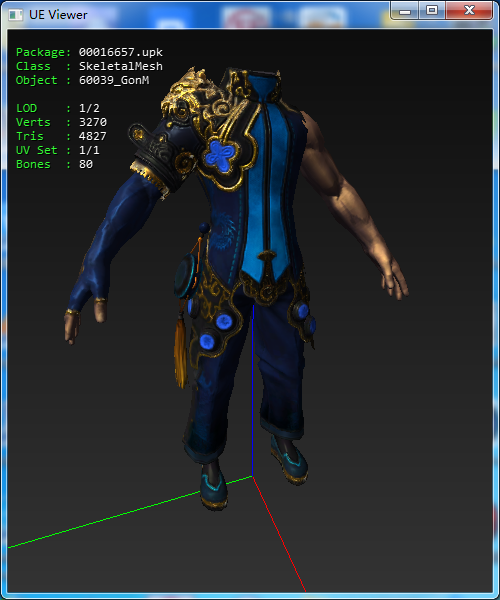 UE Viewer
Package: 00016657.upk
Class : SkeletalMesh
Object : 60039_GonM
LOD : 1/2
Verts : 3270
Tris : 4827
UV Set : 1/1
Bones : 80